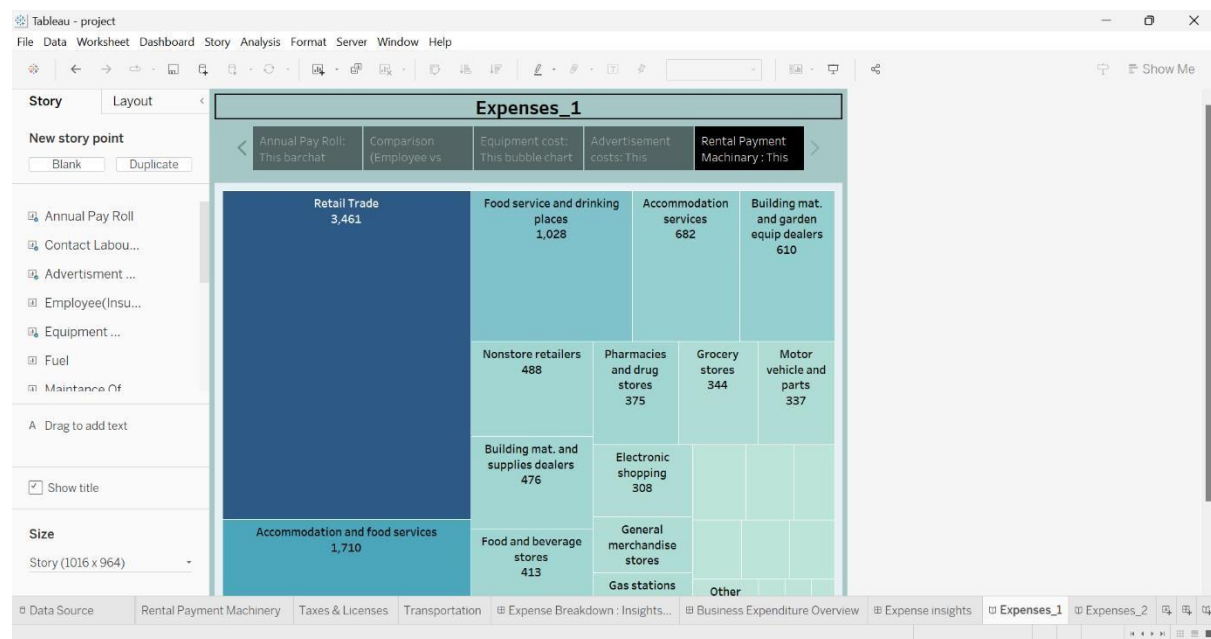 Tableau - project
File Data Worksheet Dashboard Story Analysis Format Server Window Help
Show Me
Story Layout
New story point
Blank Duplicate
Annual Pay Roll
Contact Labou...
Advertisment ...
Employee(Insu...
Equipment ...
Fuel
Maintance Of
A Drag to add text
Show title
Size
Story (1016 x 964)
Expenses_1
Annual Pay Roll:
This barchat
Comparison
(Employee vs
Equipment cost:
This bubble chart
Advertisement
costs: This
Rental Payment
Machinary : This
Retail Trade
3,461
Food service and drinking
places
1,028
Accommodation
services
682
Building mat.
and garden
equip dealers
610
Nonstore retailers
488
Pharmacies
and drug
stores
375
Grocery
stores
344
Motor
vehicle and
parts
337
Building mat. and
supplies dealers
476
Electronic
shopping
308
Accommodation and food services
1,710
Food and beverage
stores
413
General
merchandise
stores
Gas stations
Other
Data Source Rental Payment Machinery Taxes & Licenses Transportation Expense Breakdown : Insights... Business Expenditure Overview Expense insights Expenses_1 Expenses_2